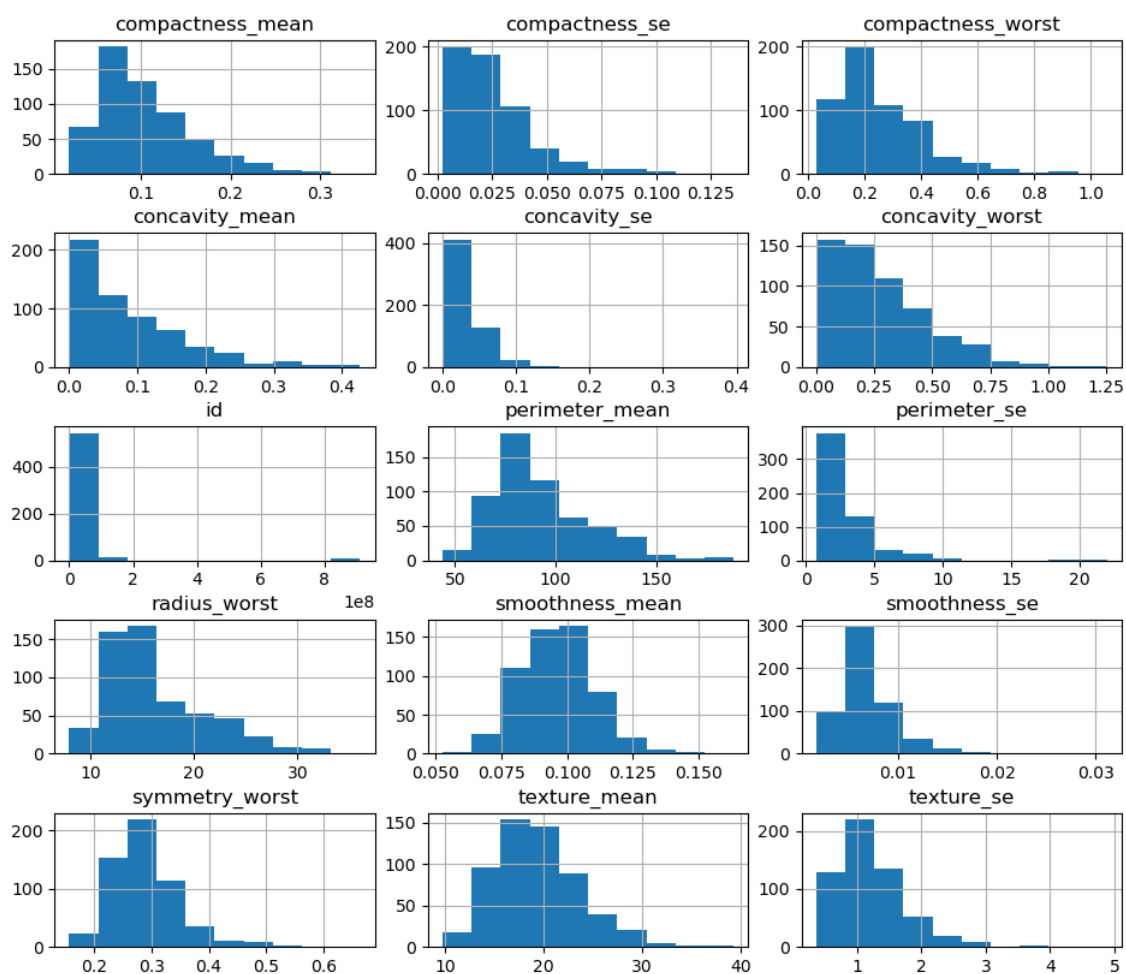 compactness_mean compactness_se compactness_worst
150
100
50
0
0.1 0.2 0.3
200
100
0
0.000 0.025 0.050 0.075 0.100 0.125
200
100
0
0.0 0.2 0.4 0.6 0.8 1.0
concavity_mean concavity_se concavity_worst
200
100
0
0.0 0.1 0.2 0.3 0.4
400
200
0
0.0 0.1 0.2 0.3 0.4
150
100
50
0
0.00 0.25 0.50 0.75 1.00 1.25
id perimeter_mean perimeter_se
400
200
0
0 2 4 6 8
1e8
150
100
50
0
50 100 150
300
200
100
0
0 5 10 15 20
radius_worst smoothness_mean smoothness_se
150
100
50
0
10 20 30
150
100
50
0
0.050 0.075 0.100 0.125 0.150
300
200
100
0
0.01 0.02 0.03
symmetry_worst texture_mean texture_se
200
100
0
0.2 0.3 0.4 0.5 0.6
150
100
50
0
10 20 30 40
200
100
0
1 2 3 4 5